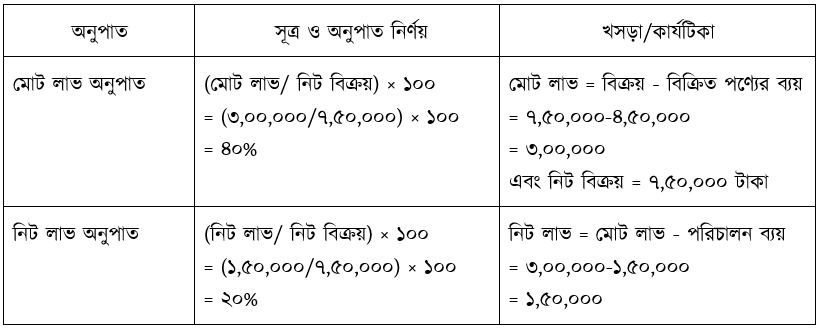 অনুপাত
সূত্র ও অনুপাত নির্ণয়
খসড়া/কার্যটিকা
মোট লাভ অনুপাত
(মোট লাভ/ নিট বিক্রয়) × ১০০
= (৩,০০,০০০/৭,৫০,০০০) × ১০০
= ৪০%
মোট লাভ = বিক্রয় - বিক্রিত পণ্যের ব্যয়
= ৭,৫০,০০০-৪,৫০,০০০
= ৩,০০,০০০
এবং নিট বিক্রয় = ৭,৫০,০০০ টাকা
নিট লাভ অনুপাত
(নিট লাভ/ নিট বিক্রয়) × ১০০
= (১,৫০,০০০/৭,৫০,০০০) × ১০০
= ২০%
নিট লাভ = মোট লাভ - পরিচালন ব্যয়
= ৩,০০,০০০-১,৫০,০০০
= ১,৫০,০০০